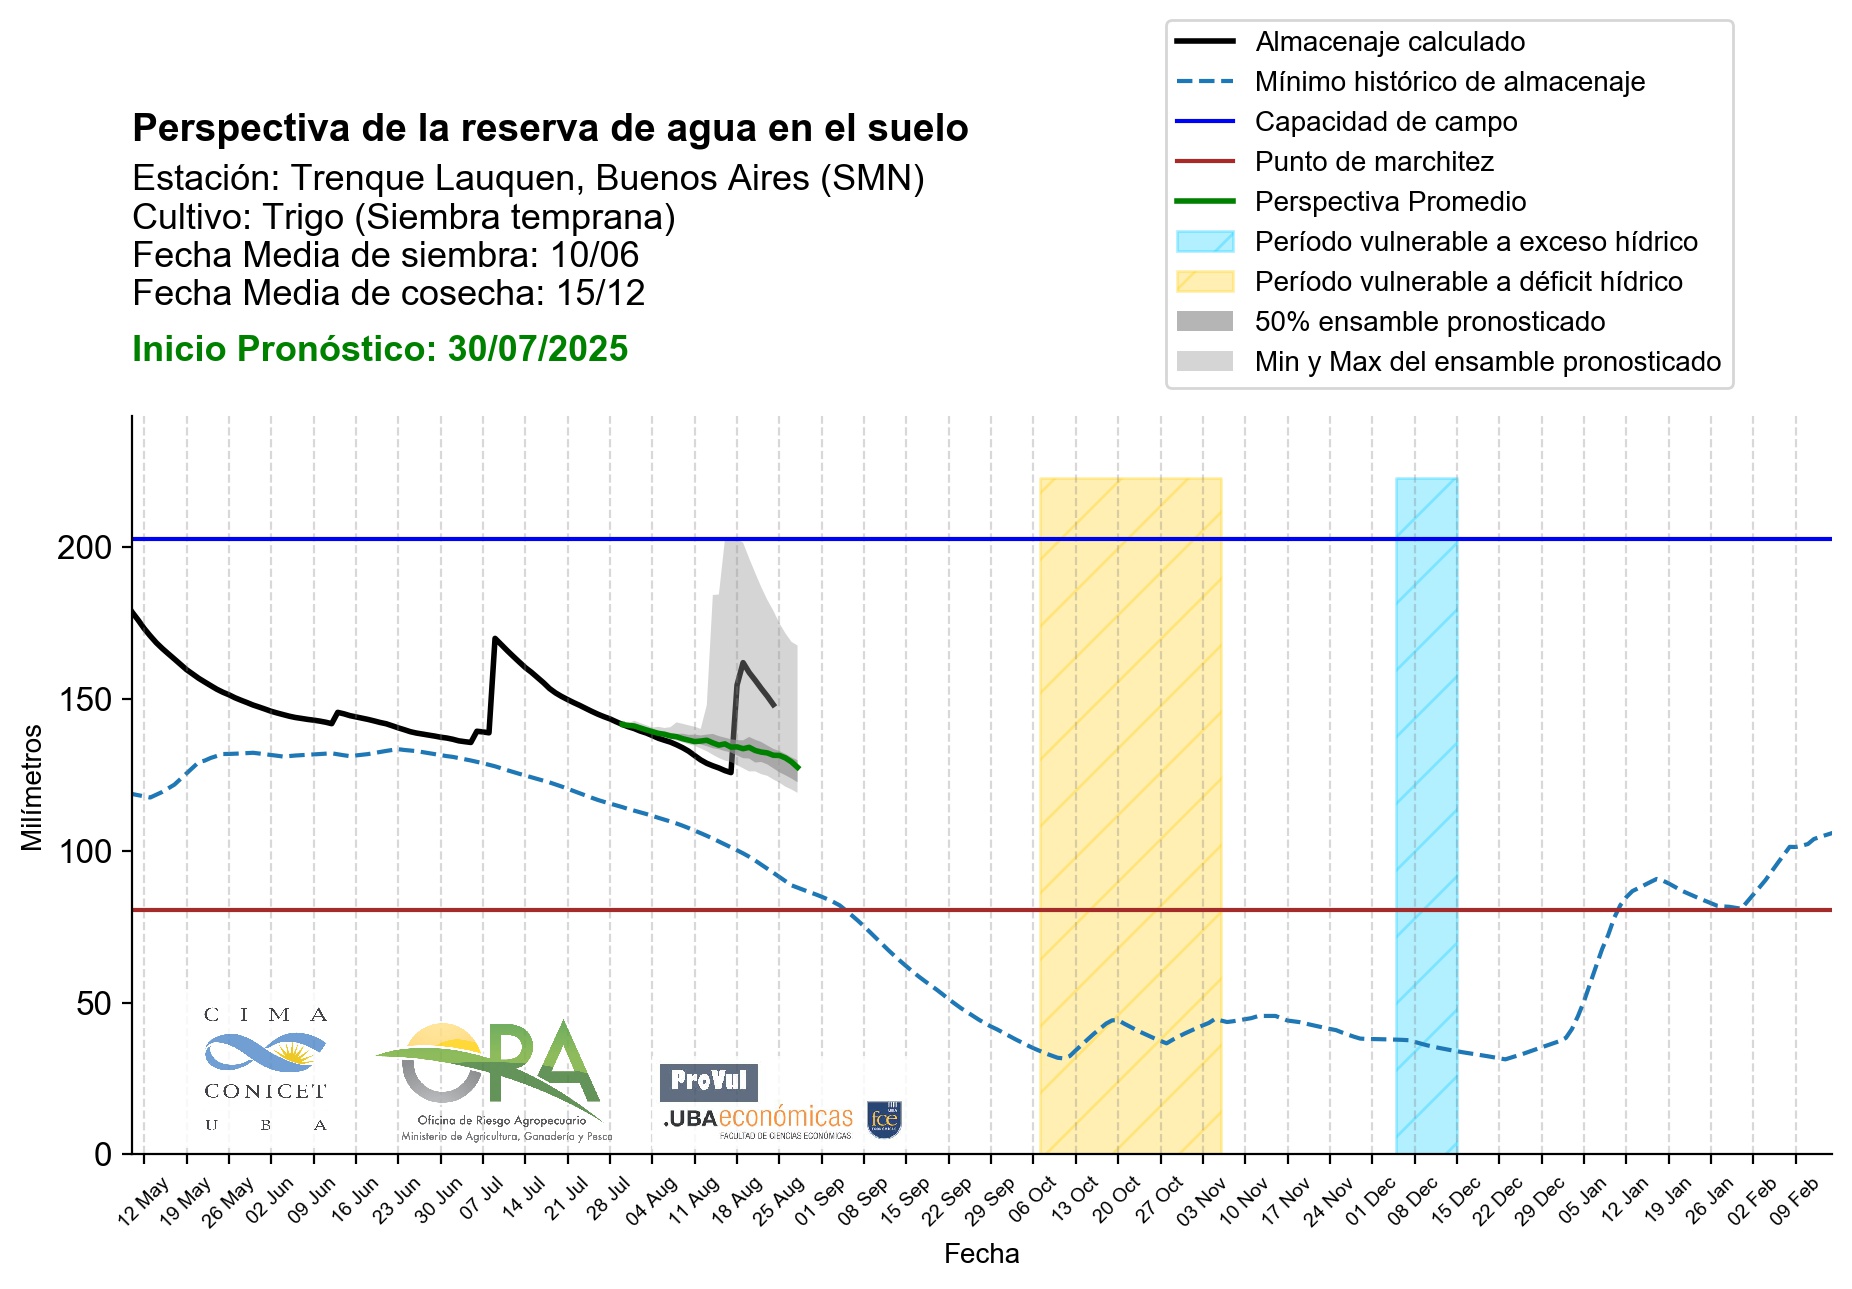 Almacenaje calculado
Mínimo histórico de almacenaje
Capacidad de campo
Punto de marchitez
Perspectiva Promedio
Período vulnerable a exceso hídrico
Período vulnerable a déficit hídrico
50% ensamble pronosticado
Min y Max del ensamble pronosticado
Perspectiva de la reserva de agua en el suelo
Estación: Trenque Lauquen, Buenos Aires (SMN)
Cultivo: Trigo (Siembra temprana)
Fecha Media de siembra: 10/06
Fecha Media de cosecha: 15/12
Inicio Pronóstico: 30/07/2025
Milímetros
200
150
100
50
0
CIMA
CONICET
UBA
ORA
Oficina de Riesgo Agropecuario
Ministerio de Agricultura, Ganadería y Pesca
ProVul
.UBAeconómicas
FACULTAD DE CIENCIAS ECONÓMICAS
fce
12 May
19 May
26 May
02 Jun
09 Jun
16 Jun
23 Jun
30 Jun
07 Jul
14 Jul
21 Jul
28 Jul
04 Aug
11 Aug
18 Aug
25 Aug
01 Sep
08 Sep
15 Sep
22 Sep
29 Sep
06 Oct
13 Oct
20 Oct
27 Oct
03 Nov
10 Nov
17 Nov
24 Nov
01 Dec
08 Dec
15 Dec
22 Dec
29 Dec
05 Jan
12 Jan
19 Jan
26 Jan
02 Feb
09 Feb
Fecha